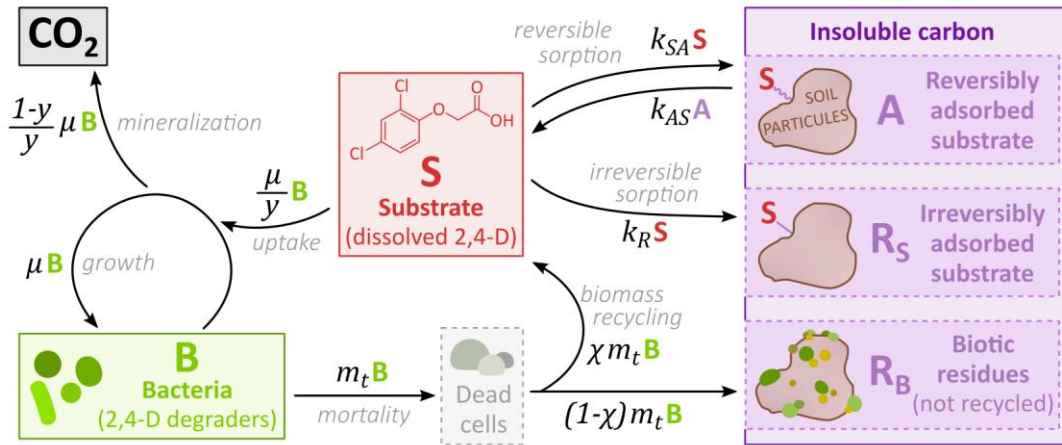 CO₂
1-y/y μB
mineralization
μB
growth
μ/y B
uptake
Cl
Cl
O
O
OH
S
Substrate
(dissolved 2,4-D)
reversible
sorption
k_SA S
k_AS A
irreversible
sorption
k_R S
biomass
recycling
χ m_t B
B
Bacteria
(2,4-D degraders)
m_t B
mortality
Dead
cells
(1-χ) m_t B
Insoluble carbon
S
SOIL
PARTICULES
A
Reversibly
adsorbed
substrate
S
R_S
Irreversibly
adsorbed
substrate
R_B
Biotic
residues
(not recycled)